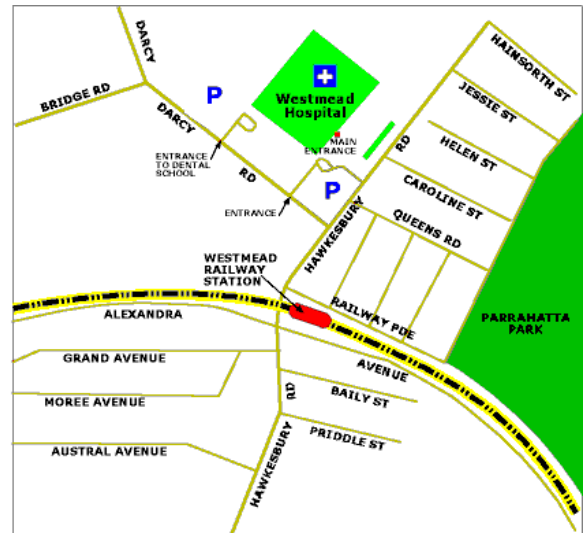 DARCY
BRIDGE RD
P
DARCY
RD
Westmead
Hospital
MAIN
ENTRANCE
ENTRANCE
TO DENTAL
SCHOOL
ENTRANCE
P
HAINSORTH ST
JESSIE ST
HELEN ST
CAROLINE ST
QUEENS RD
HAWKESBURY
RD
WESTMEAD
RAILWAY
STATION
RAILWAY PDE
PARRAHATTA
PARK
ALEXANDRA
AVENUE
GRAND AVENUE
MOREE AVENUE
AUSTRAL AVENUE
BAILY ST
PRIDDLE ST
HAWKESBURY
RD